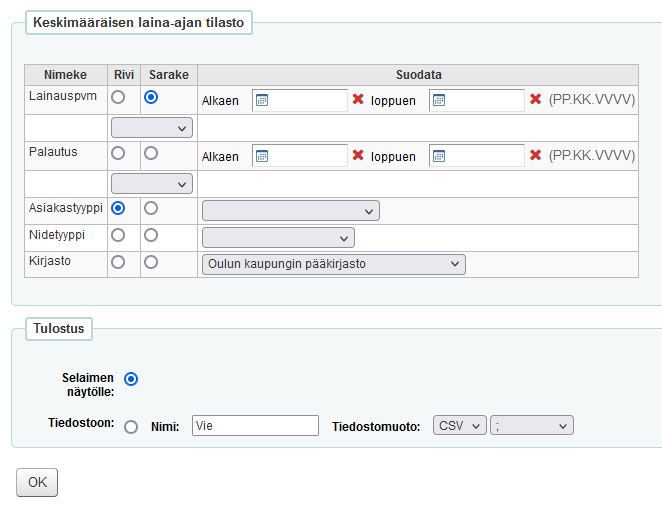 Keskimääräisen laina-ajan tilasto
Nimeke Rivi Sarake Suodata
Lainauspvm Alkaen loppuen (PP.KK.VVVV)
Palautus Alkaen loppuen (PP.KK.VVVV)
Asiakastyyppi
Nidetyyppi
Kirjasto Oulun kaupungin pääkirjasto
Tulostus
Selaimen
näytölle:
Tiedostoon: Nimi: Vie Tiedostomuoto: CSV ;
OK